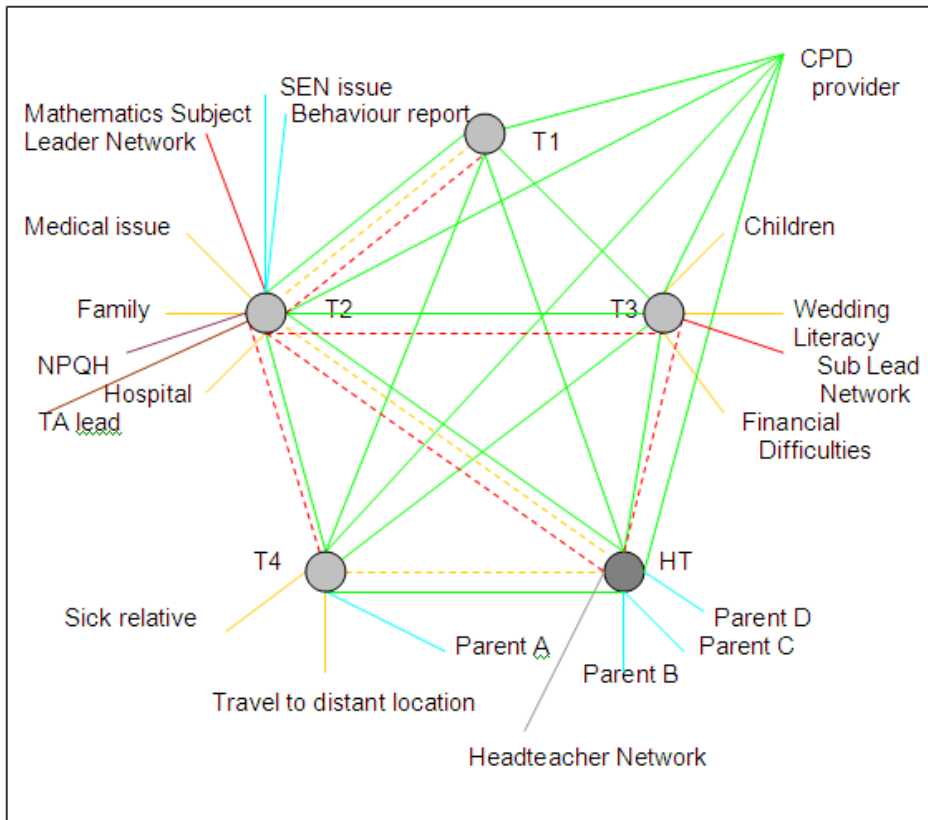 CPD
provider
SEN issue
Behaviour report
Mathematics Subject
Leader Network
T1
Medical issue
Children
Family
T2
T3
Wedding
Literacy
Sub Lead
Network
NPQH
Hospital
TA lead
Financial
Difficulties
T4
HT
Sick relative
Parent A
Parent D
Parent C
Parent B
Travel to distant location
Headteacher Network